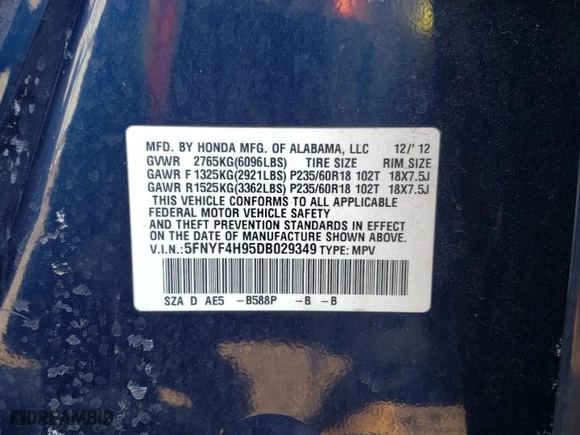 MFD. BY HONDA MFG. OF ALABAMA, LLC 12/'12
GVWR 2765KG(6096LBS) TIRE SIZE RIM SIZE
GAWR F 1325KG(2921LBS) P235/60R18 102T 18X7.5J
GAWR R1525KG(3362LBS) P235/60R18 102T 18X7.5J
THIS VEHICLE CONFORMS TO ALL APPLICABLE
FEDERAL MOTOR VEHICLE SAFETY
AND THEFT PREVENTION STANDARDS IN EFFECT
ON THE DATE OF MANUFACTURE SHOWN ABOVE.
V.I.N.:5FNYF4H95DB029349 TYPE: MPV
SZA D AE5 -B588P -B -B
DREAMBID